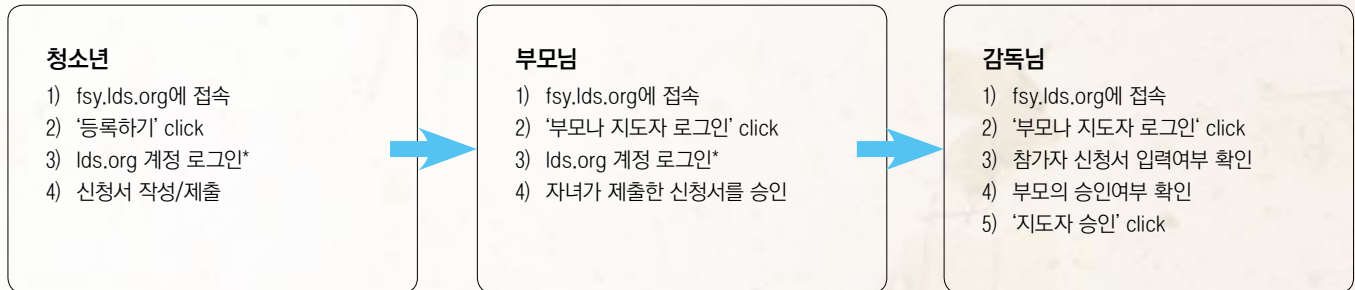 청소년
1) fsy.lds.org에 접속
2) ‘등록하기’ click
3) lds.org 계정 로그인*
4) 신청서 작성/제출
부모님
1) fsy.lds.org에 접속
2) ‘부모나 지도자 로그인’ click
3) lds.org 계정 로그인*
4) 자녀가 제출한 신청서를 승인
감독님
1) fsy.lds.org에 접속
2) ‘부모나 지도자 로그인‘ click
3) 참가자 신청서 입력여부 확인
4) 부모의 승인여부 확인
5) ‘지도자 승인’ click